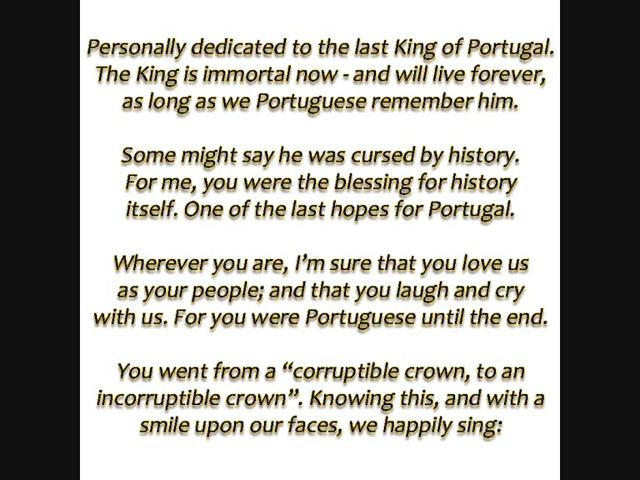 Personally dedicated to the last King of Portugal.
The King is immortal now - and will live forever,
as long as we Portuguese remember him.
Some might say he was cursed by history.
For me, you were the blessing for history
itself. One of the last hopes for Portugal.
Wherever you are, I'm sure that you love us
as your people; and that you laugh and cry
with us. For you were Portuguese until the end.
You went from a “corruptible crown, to an
incorruptible crown”. Knowing this, and with a
smile upon our faces, we happily sing: